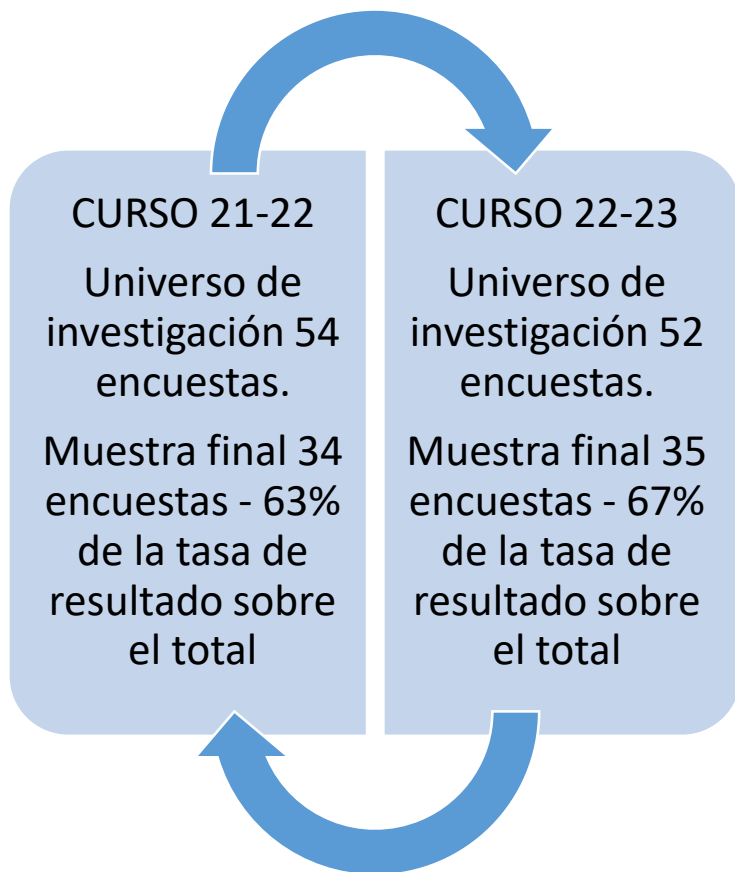 CURSO 21-22
Universo de
investigación 54
encuestas.
Muestra final 34
encuestas - 63%
de la tasa de
resultado sobre
el total
CURSO 22-23
Universo de
investigación 52
encuestas.
Muestra final 35
encuestas - 67%
de la tasa de
resultado sobre
el total